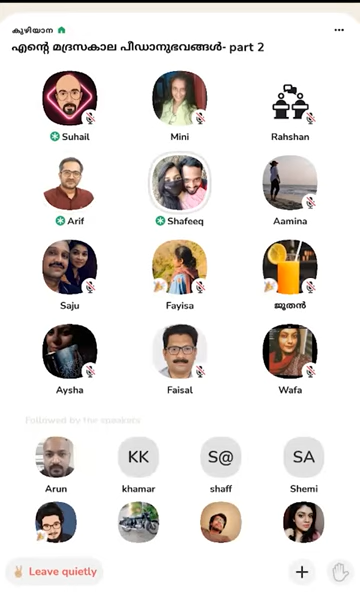 കുഴിയാന
എന്റെ മദ്രസകാല പീഡാനുഭവങ്ങൾ- part 2
Suhail
Mini
Rahshan
Arif
Shafeeq
Aamina
Saju
Fayisa
ജൂതൻ
Aysha
Faisal
Wafa
Followed by the speakers
KK
S@
SA
Arun
khamar
shaff
Shemi
Leave quietly